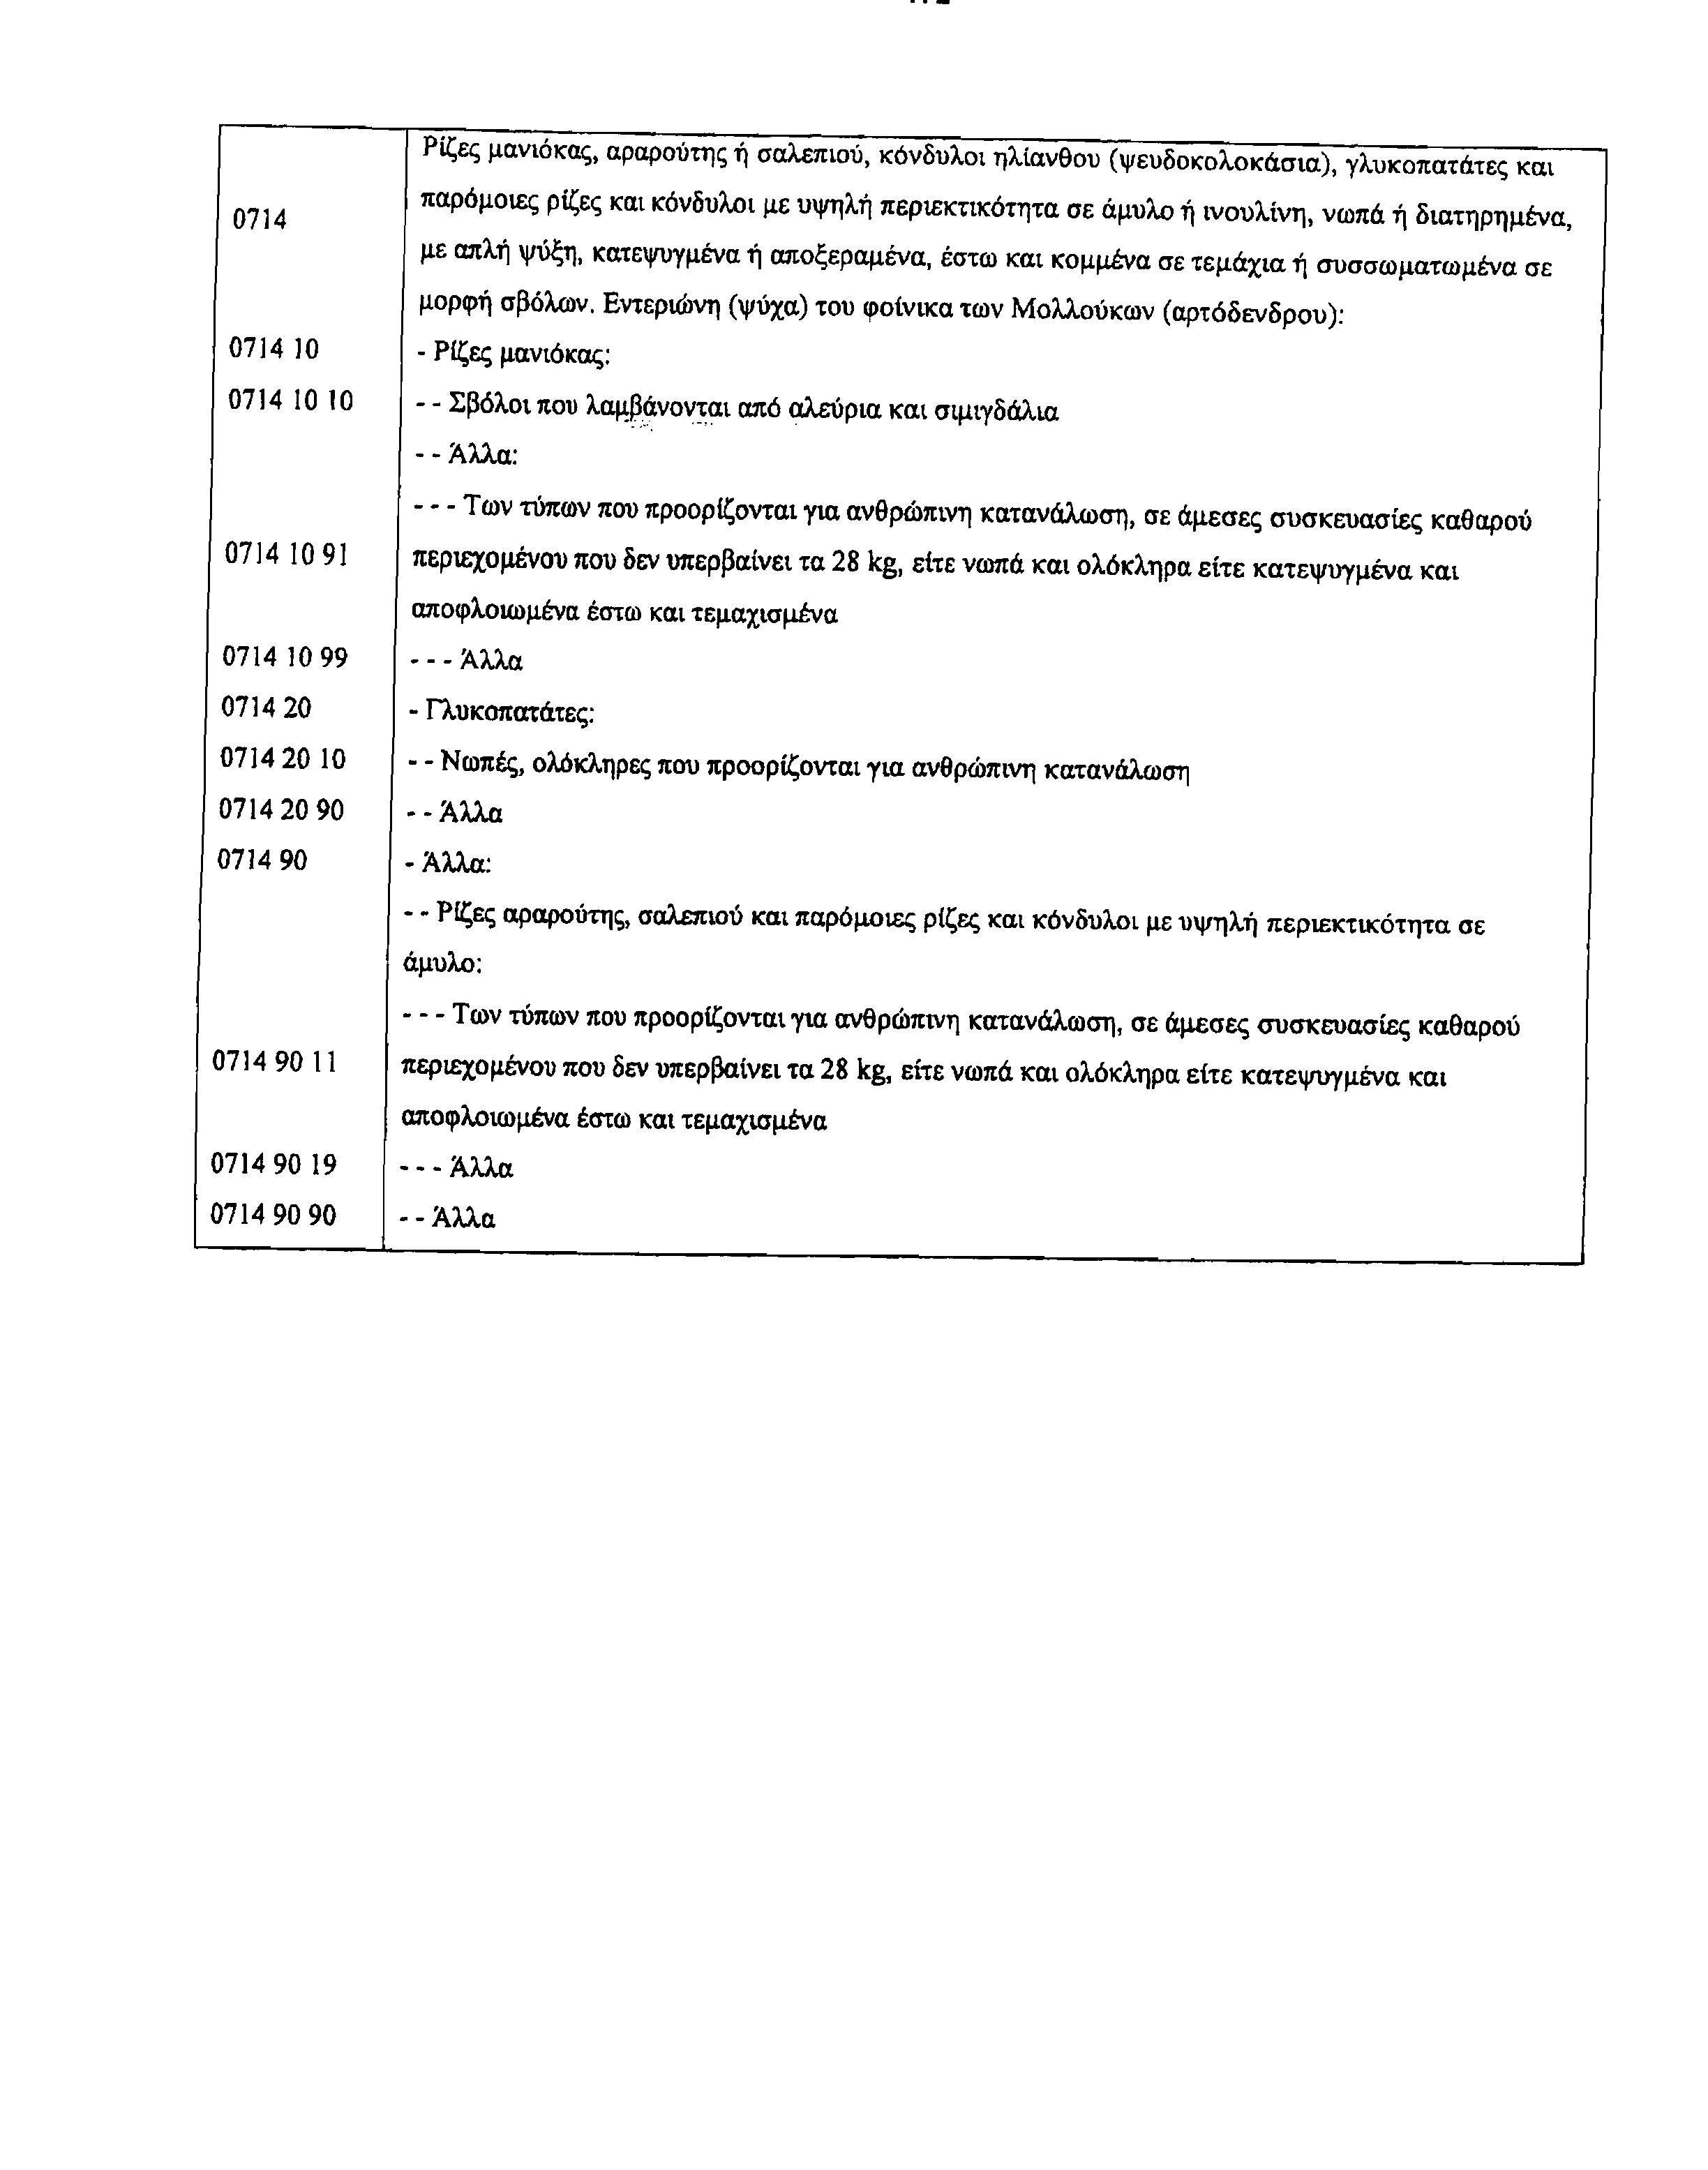 Ρίζες μανιόκας, αραρούτης ή σαλεπιού, κόνδυλοι ηλίανθου (ψευδοκολοκάσια), γλυκοπατάτες και
0714 παρόμοιες ρίζες και κόνδυλοι με υψηλή περιεκτικότητα σε άμυλο ή ινουλίνη, νωπά ή διατηρημένα,
με απλή ψύξη, κατεψυγμένα ή αποξεραμένα, έστω και κομμένα σε τεμάχια ή συσσωματωμένα σε
μορφή σβόλων. Εντεριώνη (ψύχα) του φοίνικα των Μολλούκων (αρτόδενδρου):
0714 10 - Ρίζες μανιόκας:
0714 10 10 - - Σβόλοι που λαμβάνονται από αλεύρια και σιμιγδάλια
- - Άλλα:
- - - Των τύπων που προορίζονται για ανθρώπινη κατανάλωση, σε άμεσες συσκευασίες καθαρού
0714 10 91 περιεχομένου που δεν υπερβαίνει τα 28 kg, είτε νωπά και ολόκληρα είτε κατεψυγμένα και
αποφλοιωμένα έστω και τεμαχισμένα
0714 10 99 - - - Άλλα
0714 20 - Γλυκοπατάτες:
0714 20 10 - - Νωπές, ολόκληρες που προορίζονται για ανθρώπινη κατανάλωση
0714 20 90 - - Άλλα
0714 90 - Άλλα:
- - Ρίζες αραρούτης, σαλεπιού και παρόμοιες ρίζες και κόνδυλοι με υψηλή περιεκτικότητα σε
άμυλο:
- - - Των τύπων που προορίζονται για ανθρώπινη κατανάλωση, σε άμεσες συσκευασίες καθαρού
0714 90 11 περιεχομένου που δεν υπερβαίνει τα 28 kg, είτε νωπά και ολόκληρα είτε κατεψυγμένα και
αποφλοιωμένα έστω και τεμαχισμένα
0714 90 19 - - - Άλλα
0714 90 90 - - Άλλα